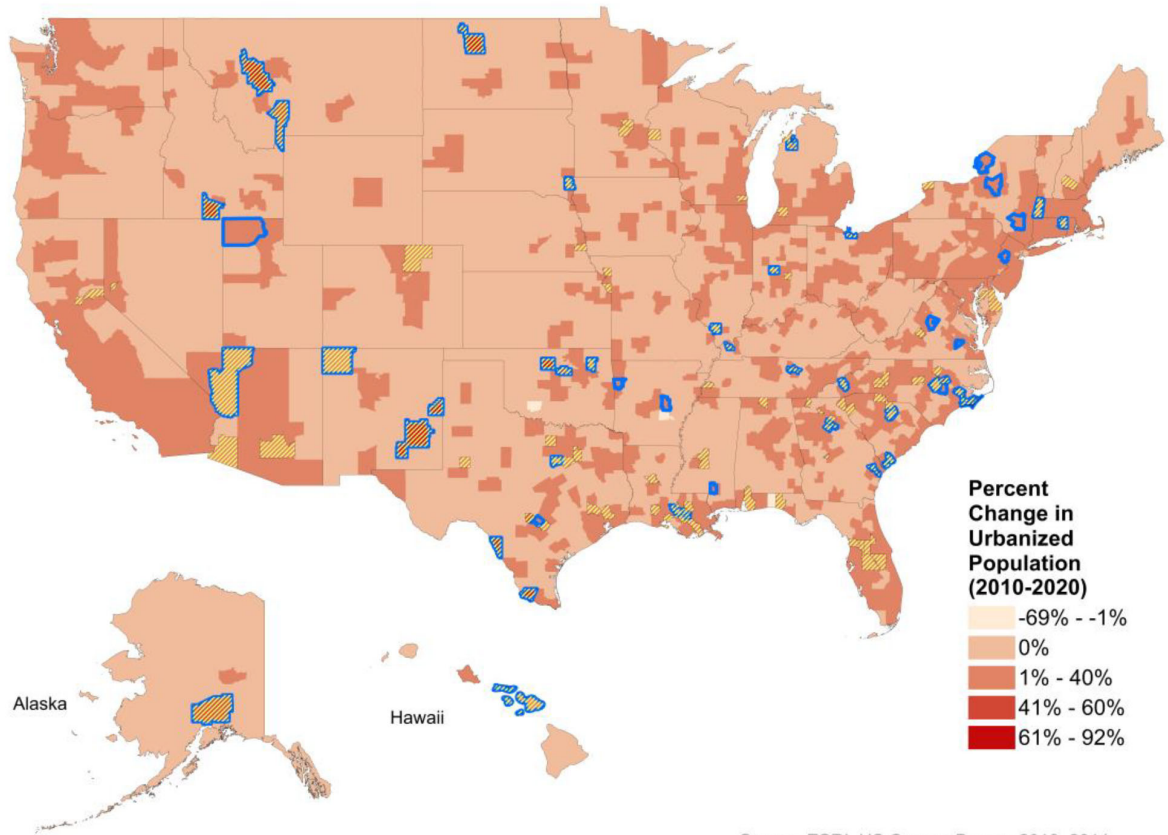 Percent
Change in
Urbanized
Population
(2010-2020)
-69% - -1%
0%
1% - 40%
41% - 60%
61% - 92%
Alaska
Hawaii